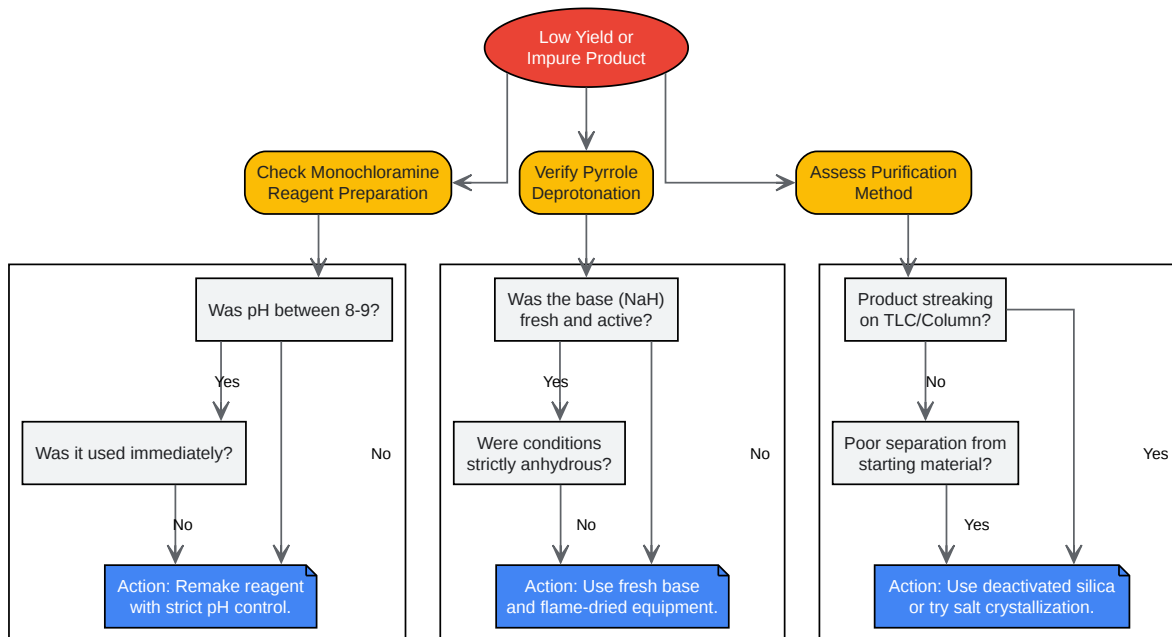 Low Yield or
Impure Product
Check Monochloramine
Reagent Preparation
Verify Pyrrole
Deprotonation
Assess Purification
Method
Was pH between 8-9?
Was the base (NaH)
fresh and active?
Product streaking
on TLC/Column?
Yes
Yes
No
Was it used immediately?
No
Were conditions
strictly anhydrous?
No
Poor separation from
starting material?
Yes
No
No
Yes
Action: Remake reagent
with strict pH control.
Action: Use fresh base
and flame-dried equipment.
Action: Use deactivated silica
or try salt crystallization.